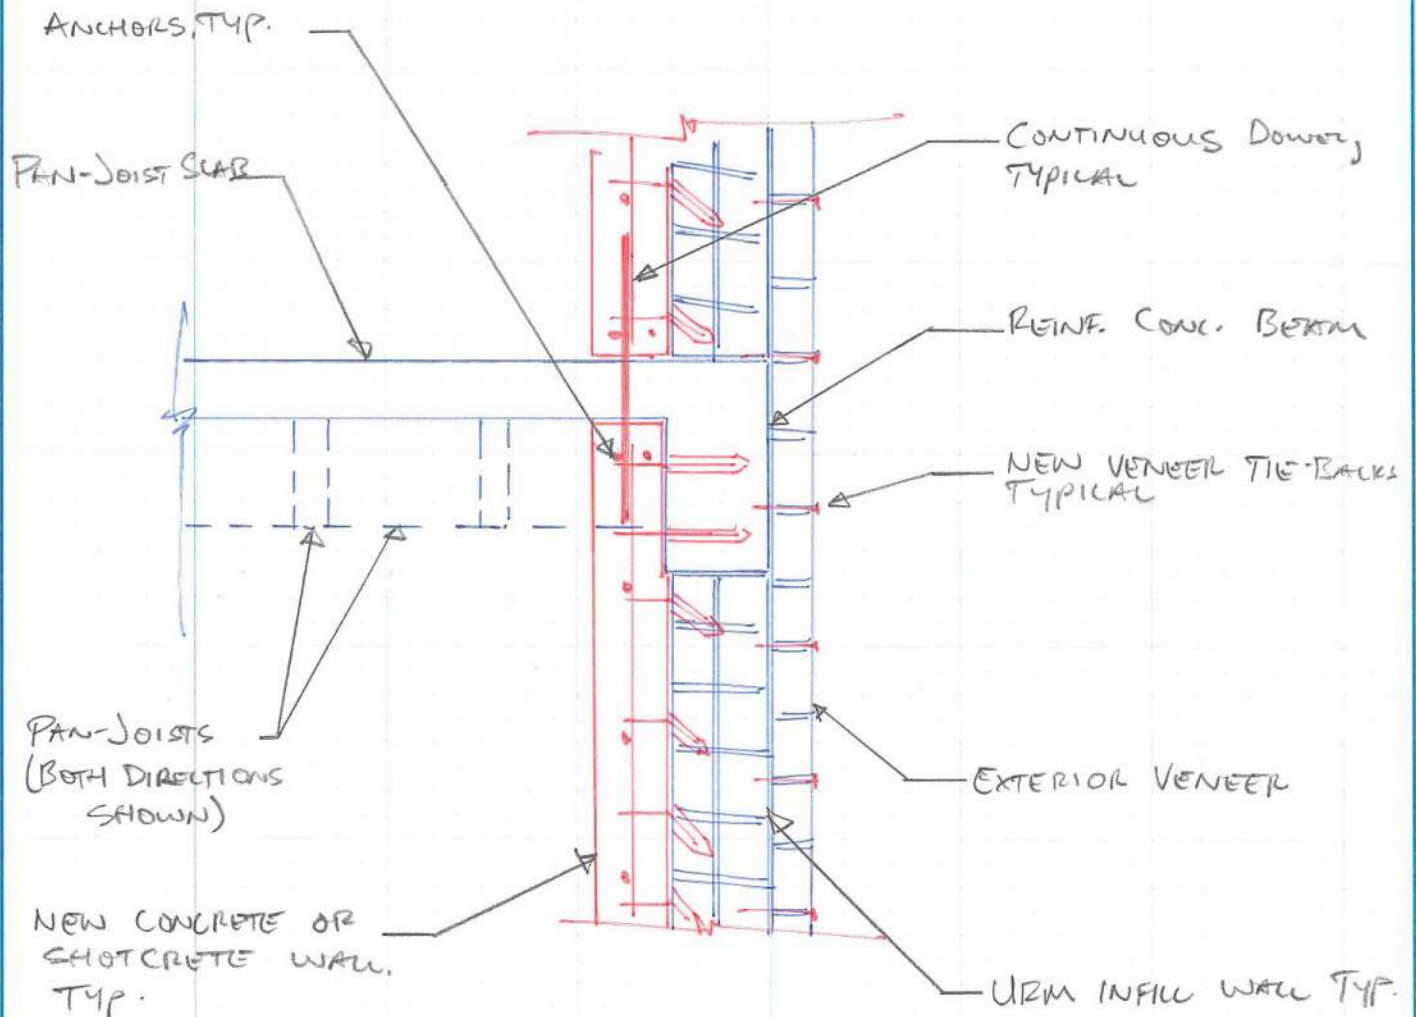 ANCHORS, TYP.
PAN-JOIST SLAB
CONTINUOUS DOWEL,
TYPICAL
REINF. CONC. BEAM
NEW VENEER TIE-BACKS
TYPICAL
PAN-JOISTS
(BOTH DIRECTIONS
SHOWN)
EXTERIOR VENEER
NEW CONCRETE OR
SHOTCRETE WALL,
TYP.
URM INFILL WALL TYP.